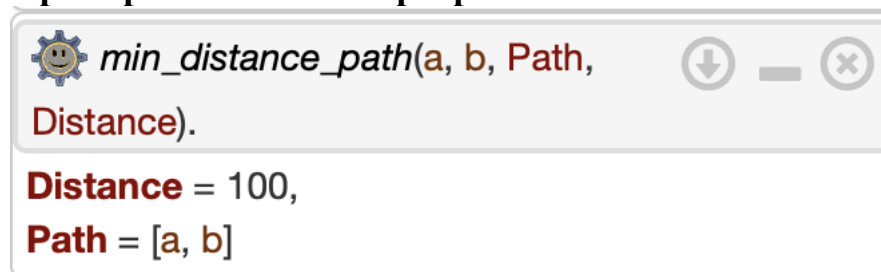 min_distance_path(a, b, Path,
Distance).
Distance = 100,
Path = [a, b]